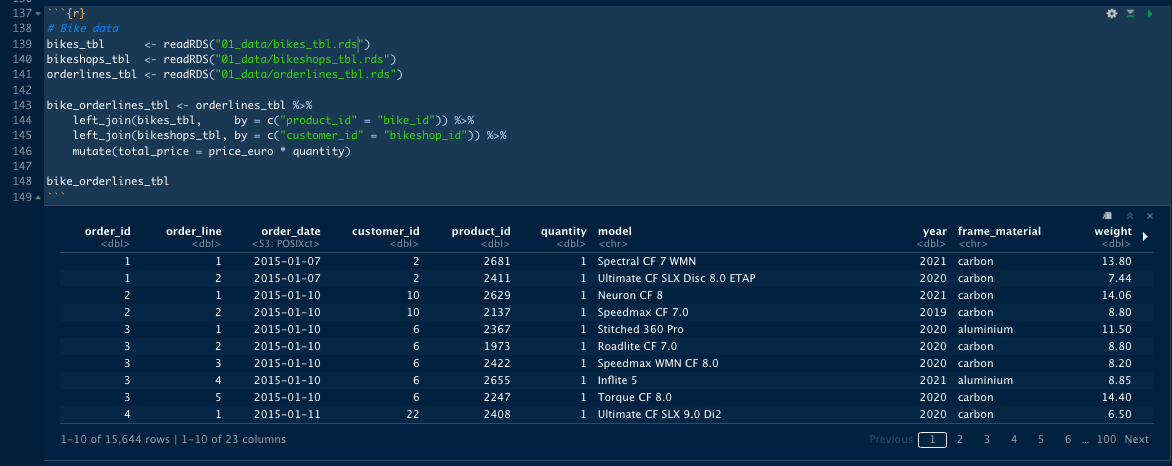 137 ```{r}
138 # Bike data
139 bikes_tbl      <- readRDS("01_data/bikes_tbl.rds")
140 bikeshops_tbl  <- readRDS("01_data/bikeshops_tbl.rds")
141 orderlines_tbl <- readRDS("01_data/orderlines_tbl.rds")
142
143 bike_orderlines_tbl <- orderlines_tbl %>%
144     left_join(bikes_tbl,     by = c("product_id" = "bike_id")) %>%
145     left_join(bikeshops_tbl, by = c("customer_id" = "bikeshop_id")) %>%
146     mutate(total_price = price_euro * quantity)
147
148 bike_orderlines_tbl
149 ```
order_id order_line order_date customer_id product_id quantity model year frame_material weight
<dbl> <dbl> <S3: POSIXct> <dbl> <dbl> <dbl> <chr> <dbl> <chr> <dbl>
1 1 2015-01-07 2 2681 1 Spectral CF 7 WMN 2021 carbon 13.80
1 2 2015-01-07 2 2411 1 Ultimate CF SLX Disc 8.0 ETAP 2020 carbon 7.44
2 1 2015-01-10 10 2629 1 Neuron CF 8 2021 carbon 14.06
2 2 2015-01-10 10 2137 1 Speedmax CF 7.0 2019 carbon 8.80
3 1 2015-01-10 6 2367 1 Stitched 360 Pro 2020 aluminium 11.50
3 2 2015-01-10 6 1973 1 Roadlite CF 7.0 2020 carbon 8.80
3 3 2015-01-10 6 2422 1 Speedmax WMN CF 8.0 2020 carbon 8.20
3 4 2015-01-10 6 2655 1 Inflite 5 2021 aluminium 8.85
3 5 2015-01-10 6 2247 1 Torque CF 8.0 2020 carbon 14.40
4 1 2015-01-11 22 2408 1 Ultimate CF SLX 9.0 Di2 2020 carbon 6.50
1-10 of 15,644 rows | 1-10 of 23 columns Previous 1 2 3 4 5 6 ... 100 Next